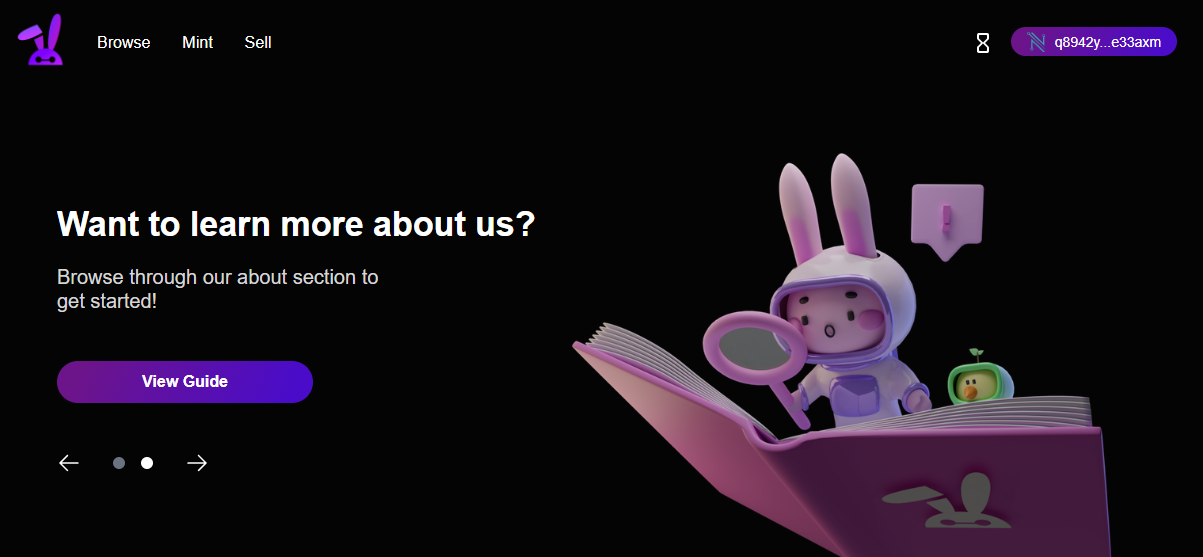 Browse
Mint
Sell
q8942y...e33axm
Want to learn more about us?
Browse through our about section to
get started!
View Guide